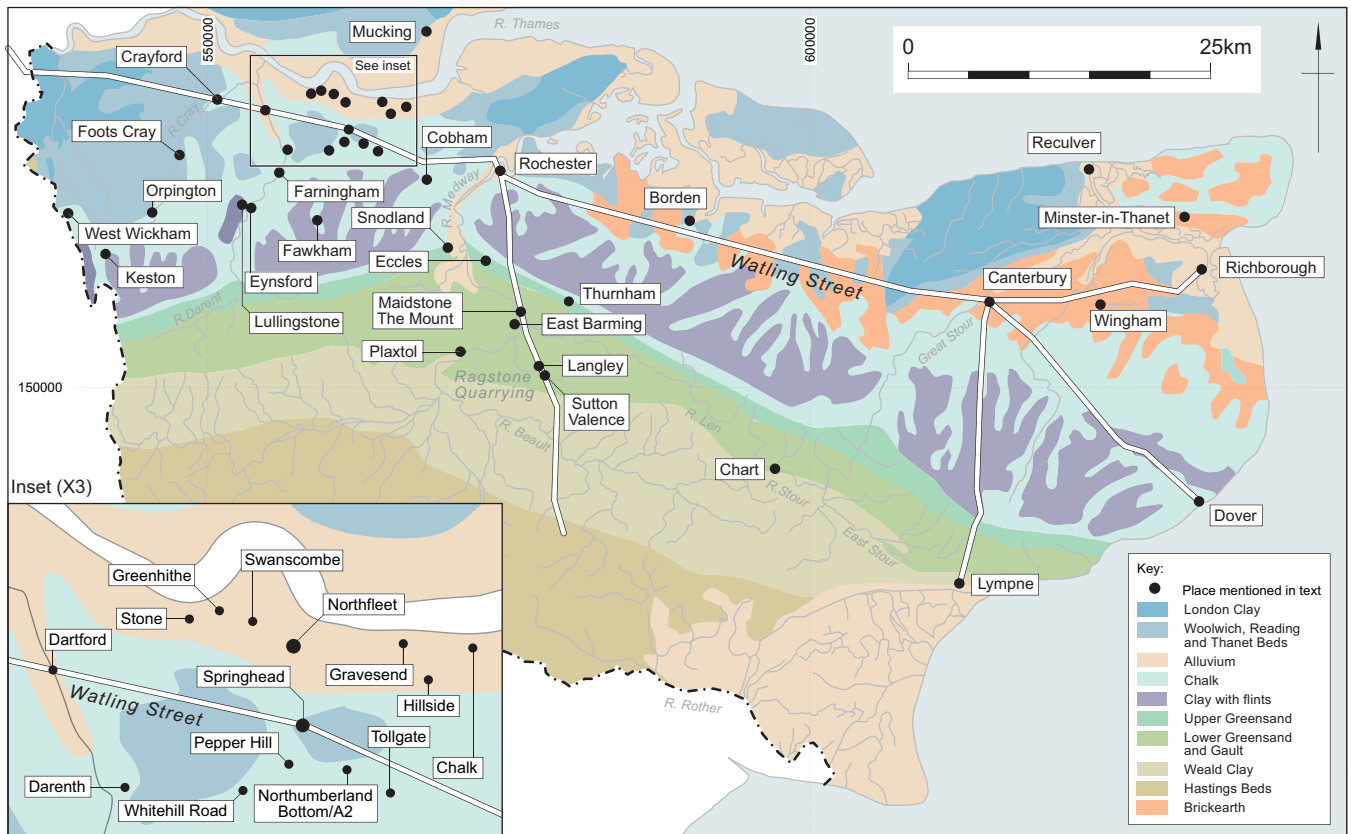 Mucking
R. Thames
550000
600000
0
25km
Crayford
See inset
R. Cray
Foots Cray
Cobham
Reculver
Rochester
Orpington
Farningham
R. Medway
Borden
Snodland
Minster-in-Thanet
West Wickham
Fawkham
Watling Street
Keston
Eccles
Canterbury
Richborough
Eynsford
Thurnham
R. Darent
Lullingstone
Maidstone
The Mount
East Barming
Great Stour
Wingham
Plaxtol
Langley
150000
Ragstone
Quarrying
Sutton
Valence
R. Len
R. Beault
Chart
R. Stour
Dover
East Stour
Lympne
R. Rother
Inset (X3)
Swanscombe
Greenhithe
Northfleet
Stone
Dartford
Springhead
Gravesend
Hillside
Watling Street
Tollgate
Pepper Hill
Chalk
Darenth
Whitehill Road
Northumberland
Bottom/A2
Key:
Place mentioned in text
London Clay
Woolwich, Reading
and Thanet Beds
Alluvium
Chalk
Clay with flints
Upper Greensand
Lower Greensand
and Gault
Weald Clay
Hastings Beds
Brickearth